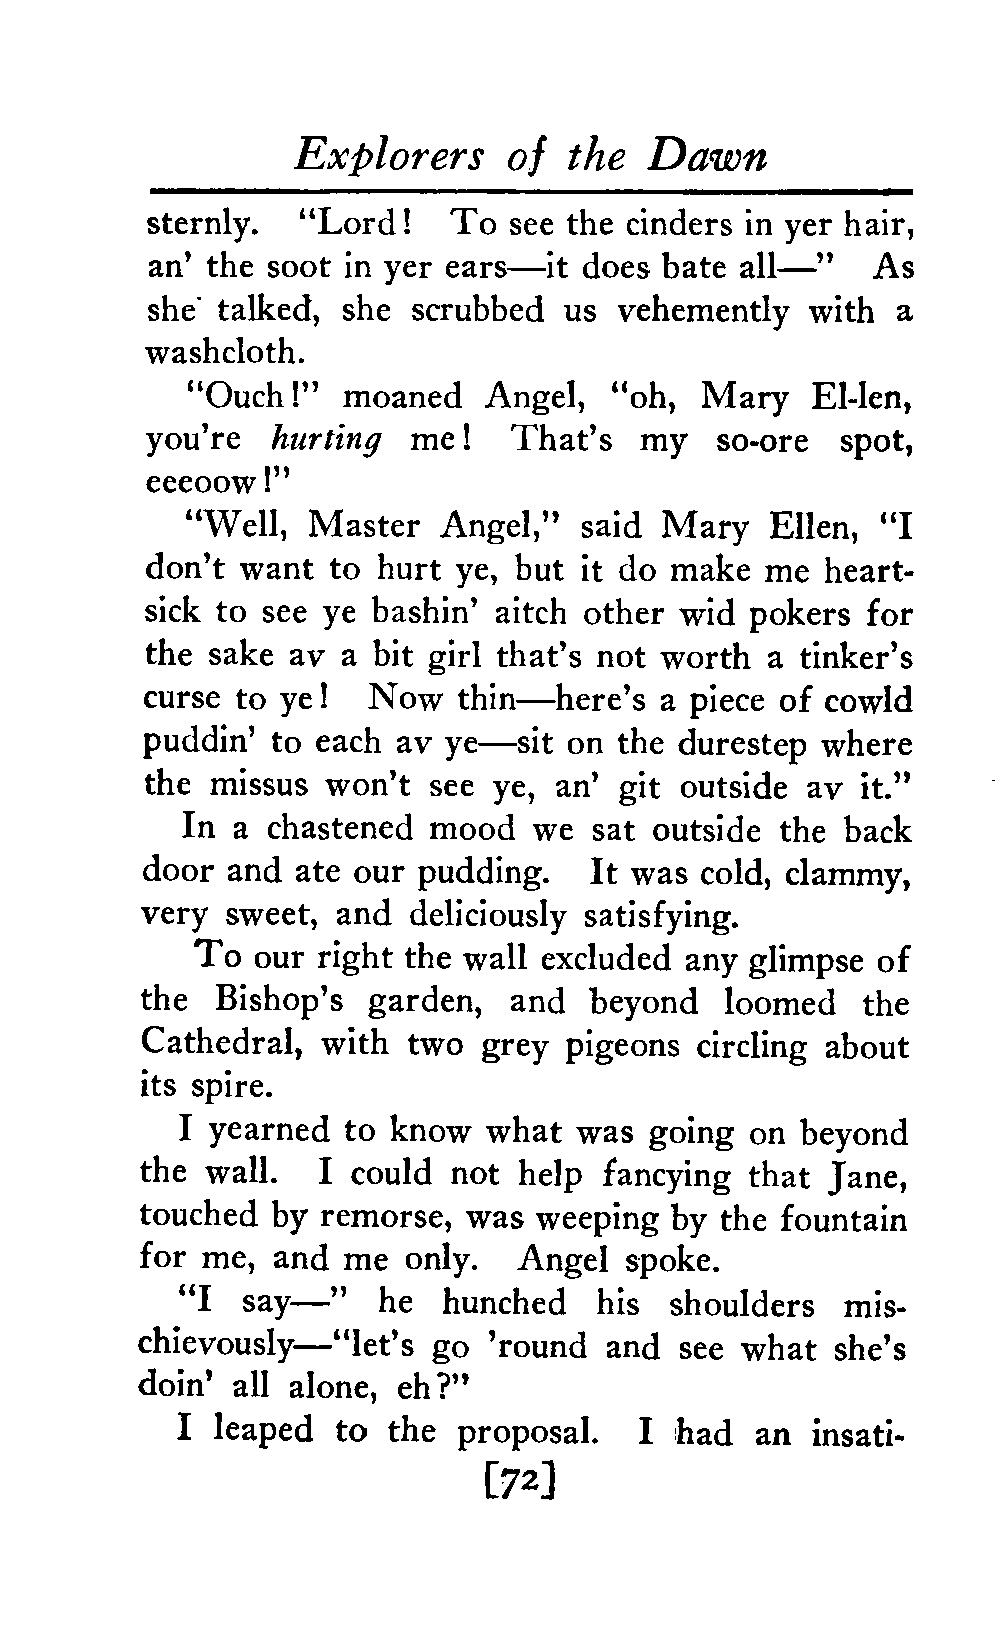 Explorers of the Dawn
sternly. "Lord! To see the cinders in yer hair,
an' the soot in yer ears—it does bate all—" As
she talked, she scrubbed us vehemently with a
washcloth.
"Ouch!" moaned Angel, "oh, Mary El-len,
you're hurting me! That's my so-ore spot,
eeeoow!"
"Well, Master Angel," said Mary Ellen, "I
don't want to hurt ye, but it do make me heart-
sick to see ye bashin' aitch other wid pokers for
the sake av a bit girl that's not worth a tinker's
curse to ye! Now thin—here's a piece of cowld
puddin' to each av ye—sit on the durestep where
the missus won't see ye, an' git outside av it."
In a chastened mood we sat outside the back
door and ate our pudding. It was cold, clammy,
very sweet, and deliciously satisfying.
To our right the wall excluded any glimpse of
the Bishop's garden, and beyond loomed the
Cathedral, with two grey pigeons circling about
its spire.
I yearned to know what was going on beyond
the wall. I could not help fancying that Jane,
touched by remorse, was weeping by the fountain
for me, and me only. Angel spoke.
"I say—" he hunched his shoulders mis-
chievously—"let's go 'round and see what she's
doin' all alone, eh?"
I leaped to the proposal. I had an insati-
[72]